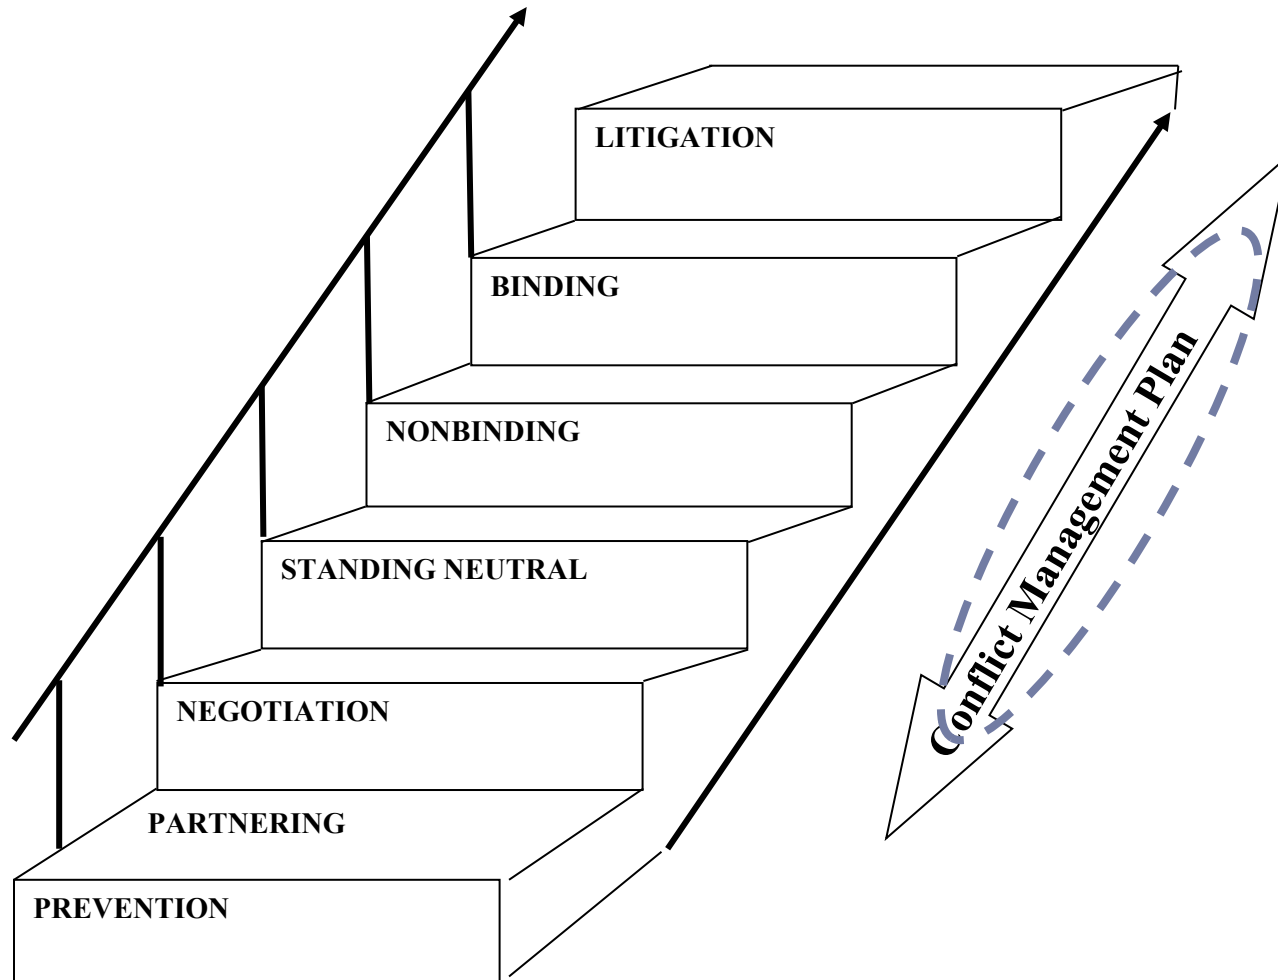 LITIGATION
BINDING
NONBINDING
STANDING NEUTRAL
NEGOTIATION
PARTNERING
PREVENTION
Conflict Management Plan